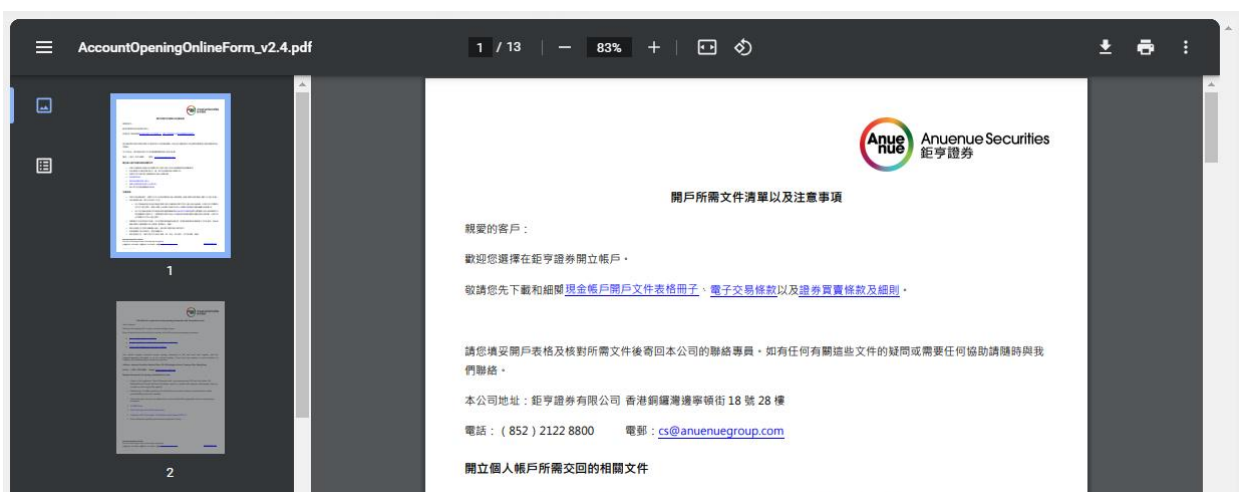 AccountOpeningOnlineForm_v2.4.pdf
1 / 13 | − 83% + |
1
2
Anue nue
Anuenue Securities
鉅亨證券
開戶所需文件清單以及注意事項
親愛的客戶：
歡迎您選擇在鉅亨證券開立帳戶。
敬請您先下載和細閱現金帳戶開戶文件表格冊子、電子交易條款以及證券買賣條款及細則。
請您填妥開戶表格及核對所需文件後寄回本公司的聯絡專員。如有任何有關這些文件的疑問或需要任何協助請隨時與我
們聯絡。
本公司地址：鉅亨證券有限公司 香港銅鑼灣邊寧頓街 18 號 28 樓
電話：( 852 ) 2122 8800 電郵：cs@anuenuegroup.com
開立個人帳戶所需交回的相關文件